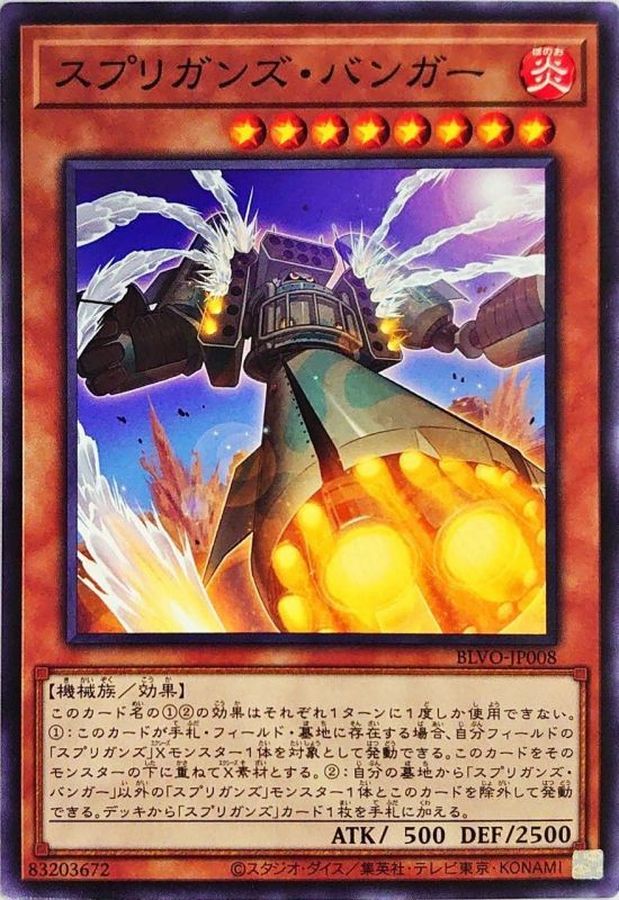 スプリガンズ・バンガー
ほのお
炎
BLVO-JP008
【機械族／効果】
このカード名の①②の効果はそれぞれ1ターンに1度しか使用できない。
①：このカードが手札・フィールド・墓地に存在する場合、自分フィールドの
「スプリガンズ」Xモンスター1体を対象として発動できる。このカードをその
モンスターの下に重ねてX素材とする。②：自分の墓地から「スプリガンズ・
バンガー」以外の「スプリガンズ」モンスター1体とこのカードを除外して発動
できる。デッキから「スプリガンズ」カード1枚を手札に加える。
ATK/ 500 DEF/2500
83203672
©スタジオ・ダイス／集英社・テレビ東京・KONAMI